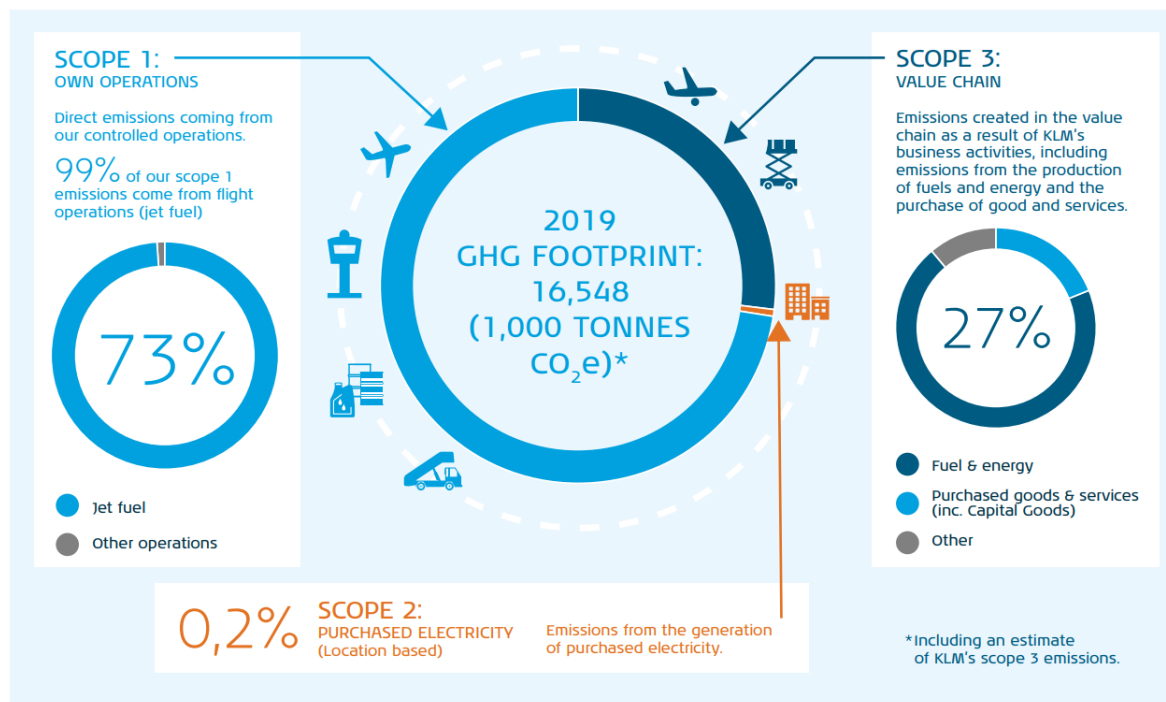 SCOPE 1:
OWN OPERATIONS
Direct emissions coming from
our controlled operations.
99% of our scope 1
emissions come from flight
operations (jet fuel)
73%
Jet fuel
Other operations
2019
GHG FOOTPRINT:
16,548
(1,000 TONNES
CO₂e)*
SCOPE 3:
VALUE CHAIN
Emissions created in the value
chain as a result of KLM's
business activities, including
emissions from the production
of fuels and energy and the
purchase of good and services.
27%
Fuel & energy
Purchased goods & services
(inc. Capital Goods)
Other
0,2%
SCOPE 2:
PURCHASED ELECTRICITY
(Location based)
Emissions from the generation
of purchased electricity.
*Including an estimate
of KLM's scope 3 emissions.